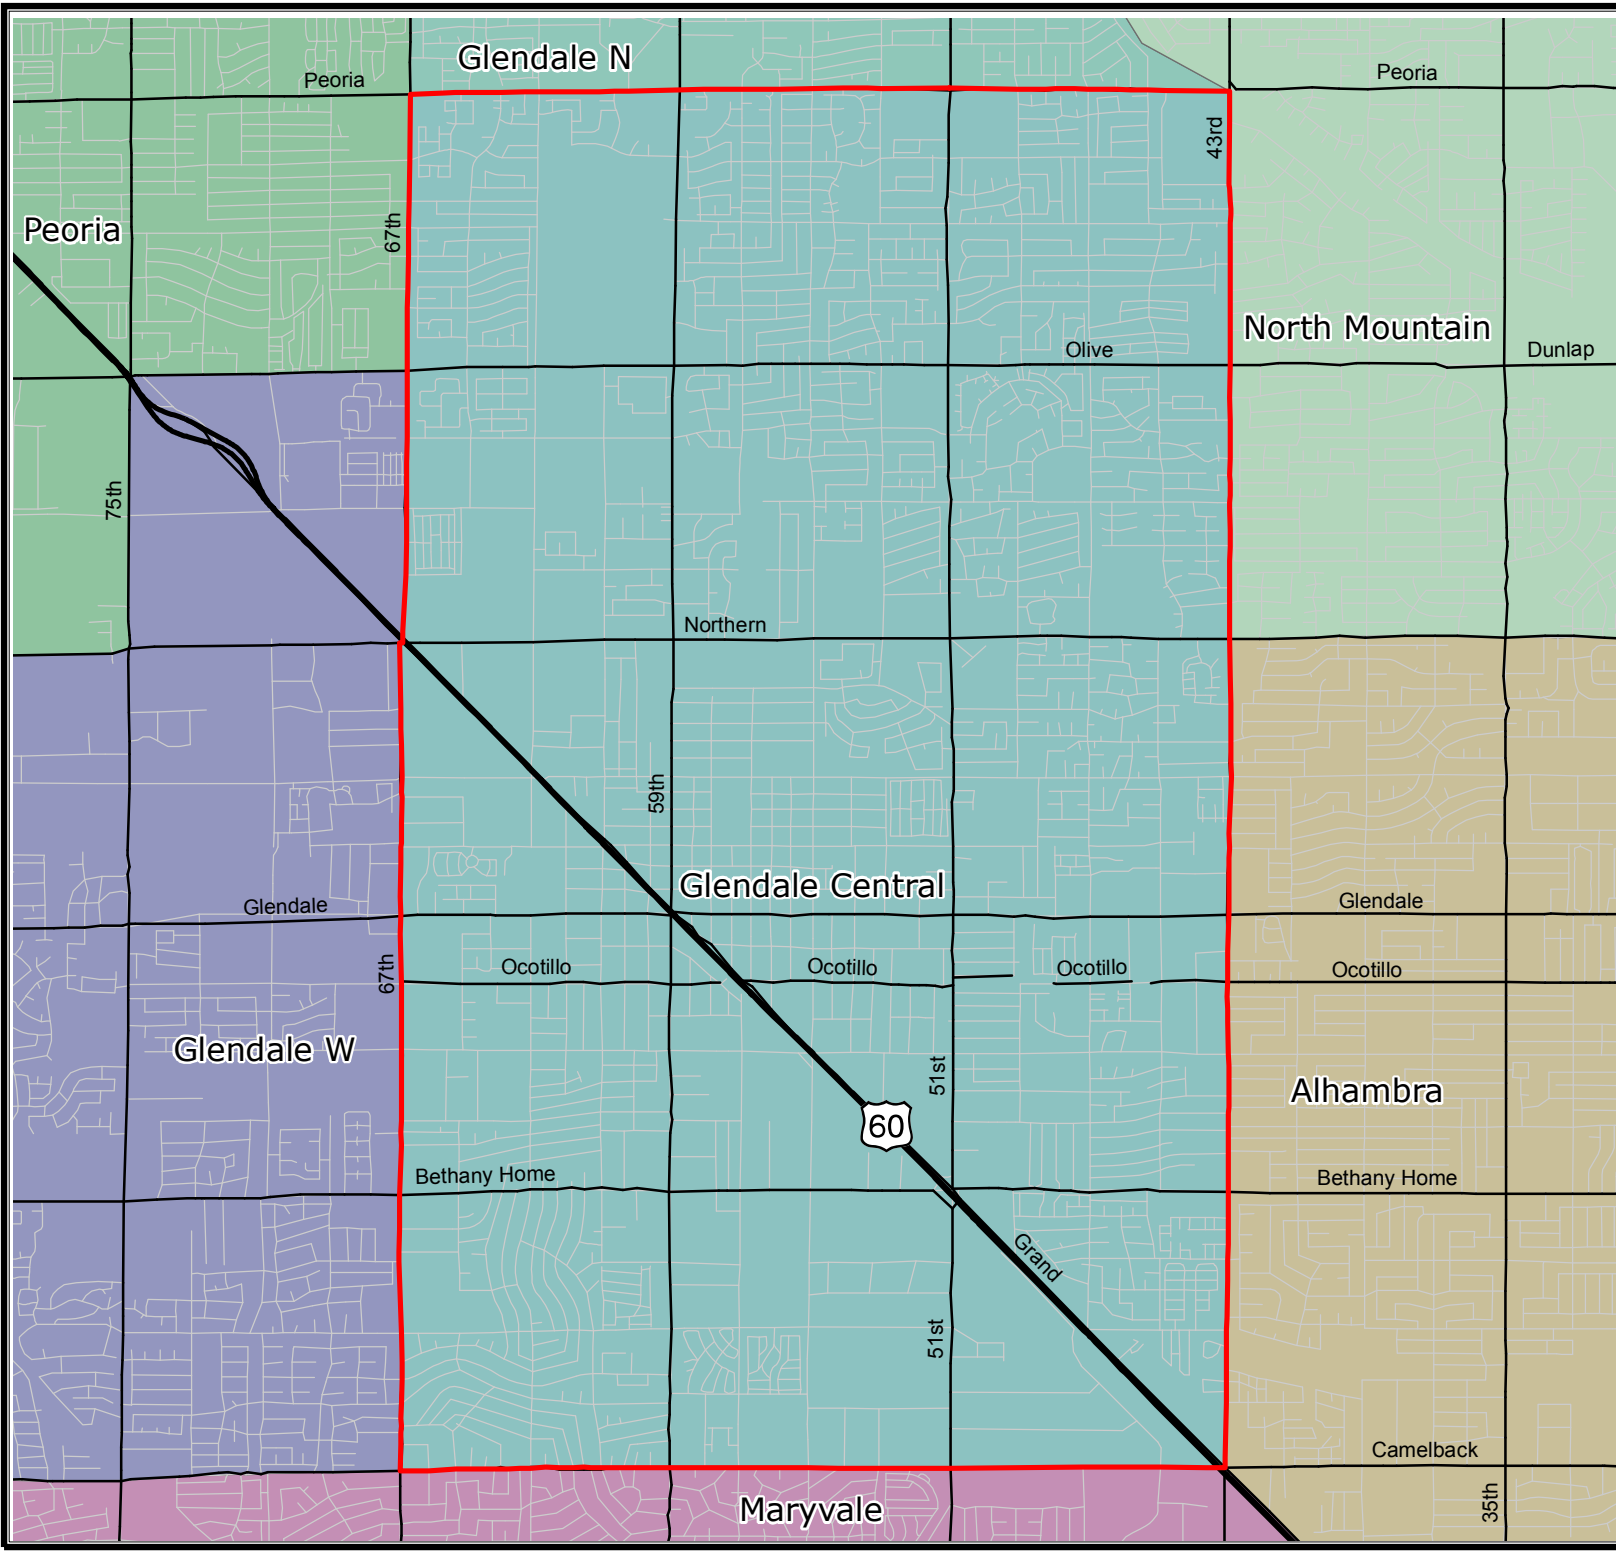 Glendale N
Peoria
Peoria
43rd
67th
Peoria
North Mountain
Olive
Dunlap
75th
Northern
59th
Glendale Central
Glendale
Glendale
Ocotillo
Ocotillo
Ocotillo
Ocotillo
67th
Glendale W
51st
Alhambra
60
Bethany Home
Bethany Home
Grand
51st
Camelback
35th
Maryvale